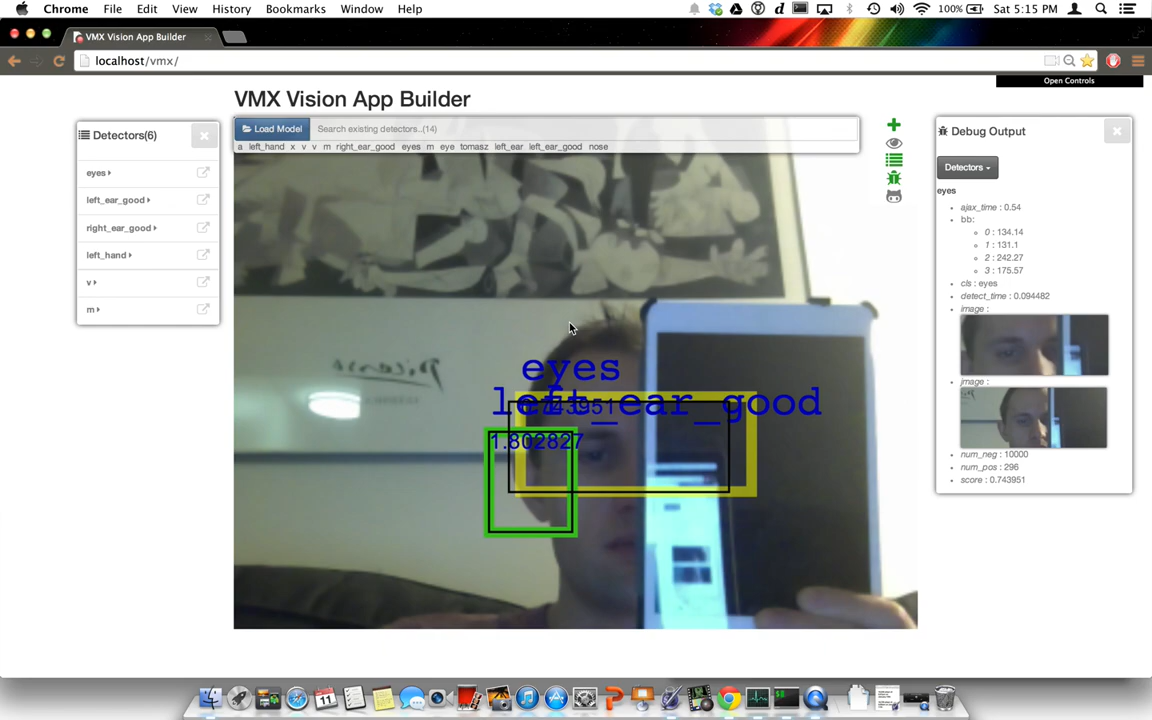 Chrome File Edit View History Bookmarks Window Help 100% Sat 5:15 PM
VMX Vision App Builder
localhost/vmx/
Open Controls
VMX Vision App Builder
Detectors(6)
eyes
left_ear_good
right_ear_good
left_hand
v
m
Load Model Search existing detectors..(14)
a left_hand x v v m right_ear_good eyes m eye tomasz left_ear left_ear_good nose
eyes
left_ear_good
0.743951
1.802827
Debug Output
Detectors
eyes
ajax_time : 0.54
bb:
0 : 134.14
1 : 131.1
2 : 242.27
3 : 175.57
cls : eyes
detect_time : 0.094482
image :
image :
num_neg : 10000
num_pos : 296
score : 0.743951